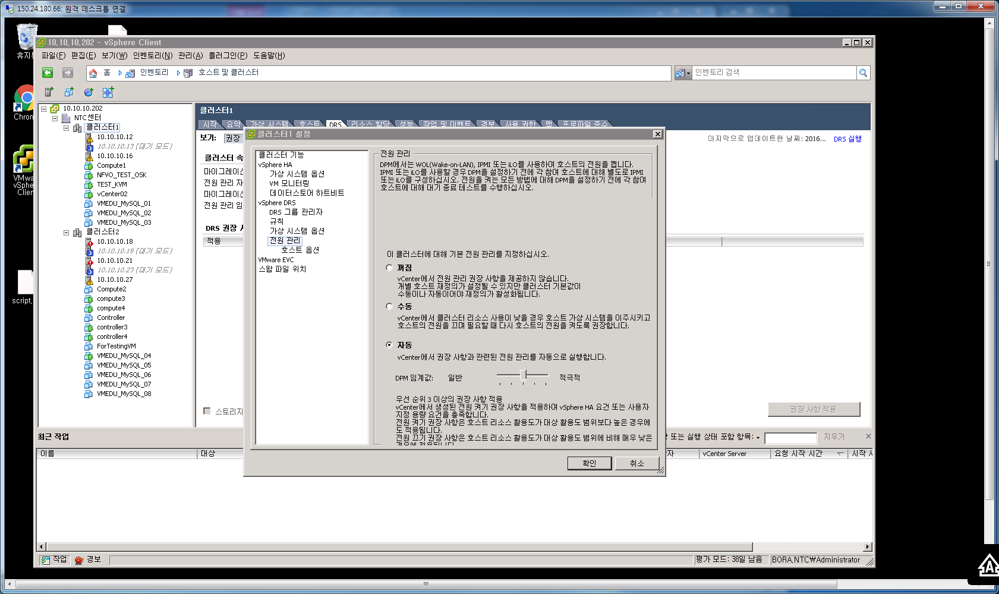 150.24.180.66: 원격 데스크톱 연결
10.10.10.202 - vSphere Client
파일(F) 편집(E) 보기(W) 인벤토리(N) 관리(A) 플러그인(P) 도움말(H)
홈 인벤토리 호스트 및 클러스터
인벤토리 검색
Chron
VMwa
vSphe
Clien
script.
10.10.10.202
NTC센터
클러스터1
10.10.10.12
10.10.10.13 (대기 모드)
10.10.10.16
Compute1
NFVO_TEST_OSK
TEST_KVM
vCenter02
VMEDU_MySQL_01
VMEDU_MySQL_02
VMEDU_MySQL_03
클러스터2
10.10.10.18
10.10.10.19 (대기 모드)
10.10.10.21
10.10.10.23 (대기 모드)
10.10.10.27
Compute2
compute3
compute4
Controller
controller3
controller4
ForTestingVM
VMEDU_MySQL_04
VMEDU_MySQL_05
VMEDU_MySQL_06
VMEDU_MySQL_07
VMEDU_MySQL_08
클러스터1
시작 요약 가상 시스템 호스트 DRS 리소스 할당 성능 작업 및 이벤트 경보 사용 권한 맵 프로파일 준수
보기: 권장
마지막으로 업데이트한 날짜: 2016... DRS 실행
클러스터 속
마이그레이션
전원 관리 자
마이그레이션
전원 관리 임
DRS 권장 사
적용
스토리지
권장 사항 적용
클러스터1 설정
클러스터 기능
vSphere HA
가상 시스템 옵션
VM 모니터링
데이터스토어 하트비트
vSphere DRS
DRS 그룹 관리자
규칙
가상 시스템 옵션
전원 관리
호스트 옵션
VMware EVC
스왑 파일 위치
전원 관리
DPM에서는 WOL(Wake-on-LAN), IPMI 또는 iLO를 사용하여 호스트의 전원을 켭니다.
IPMI 또는 iLO를 사용할 경우 DPM을 설정하기 전에 각 참여 호스트에 대해 별도로 IPMI
또는 iLO를 구성하십시오. 전원을 켜는 모든 방법에 대해 DPM을 설정하기 전에 각 참여
호스트에 대해 대기 종료 테스트를 수행하십시오.
이 클러스터에 대해 기본 전원 관리를 지정하십시오.
꺼짐
vCenter에서 전원 관리 권장 사항을 제공하지 않습니다.
개별 호스트 재정의가 설정될 수 있지만 클러스터 기본값이
수동이나 자동이어야 재정의가 활성화됩니다.
수동
vCenter에서 클러스터 리소스 사용이 낮을 경우 호스트 가상 시스템을 이주시키고
호스트의 전원을 끄며 필요할 때 다시 호스트의 전원을 켜도록 권장합니다.
자동
vCenter에서 권장 사항과 관련된 전원 관리를 자동으로 실행합니다.
DPM 임계값: 일반 적극적
우선 순위 3 이상의 권장 사항 적용
vCenter에서 생성된 전원 켜기 권장 사항을 적용하여 vSphere HA 요건 또는 사용자
지정 용량 요건을 충족합니다.
전원 켜기 권장 사항은 호스트 리소스 활용도가 대상 활용도 범위보다 높은 경우에
도 적용됩니다.
전원 끄기 권장 사항은 호스트 리소스 활용도가 대상 활용도 범위에 비해 매우 낮은
경우에 적용됩니다.
확인 취소
최근 작업
또는 실행 상태 포함 항목: 지우기
이름 대상 자 vCenter Server 요청 시작 시간 시작 시
작업 경보
평가 모드: 38일 남음 BORA.NTC₩Administrator